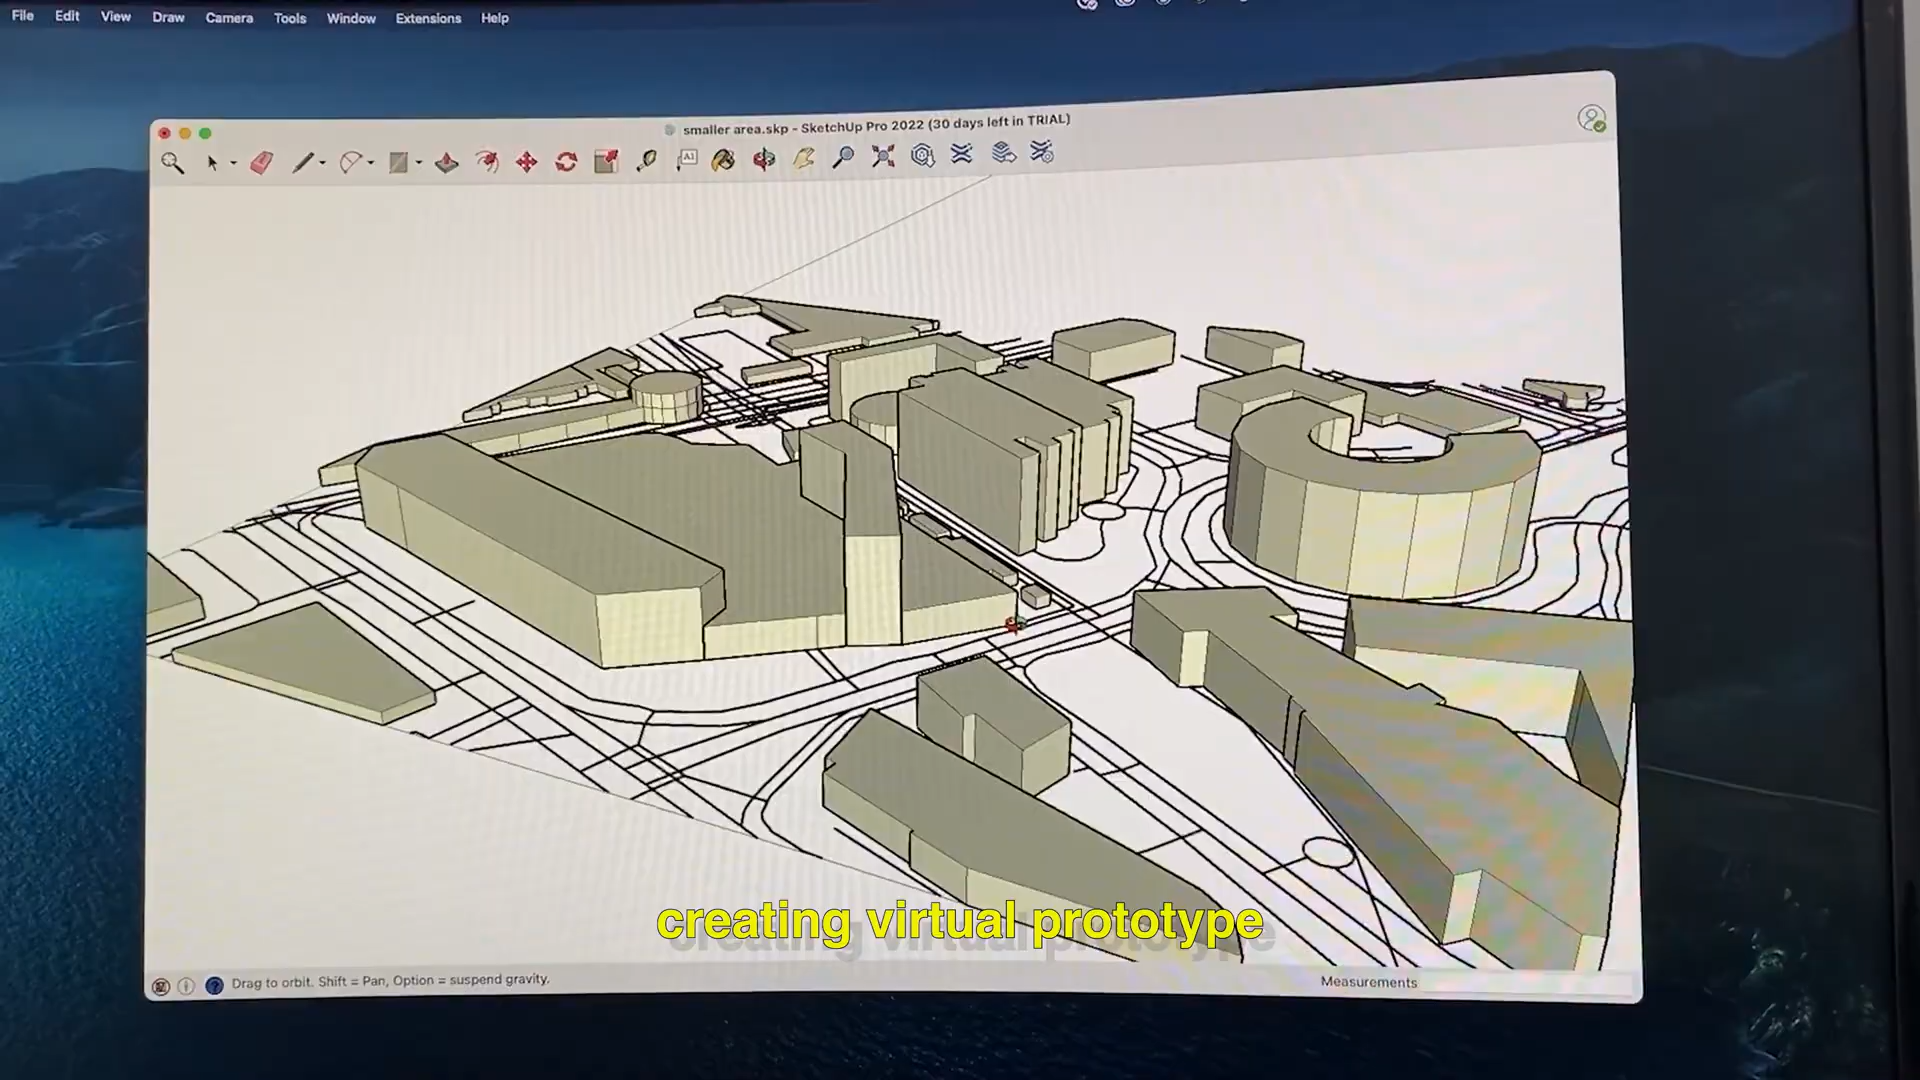 File Edit View Draw Camera Tools Window Extensions Help
smaller area.skp - SketchUp Pro 2022 (30 days left in TRIAL)
A1
creating virtual prototype
? Drag to orbit. Shift = Pan, Option = suspend gravity.
Measurements